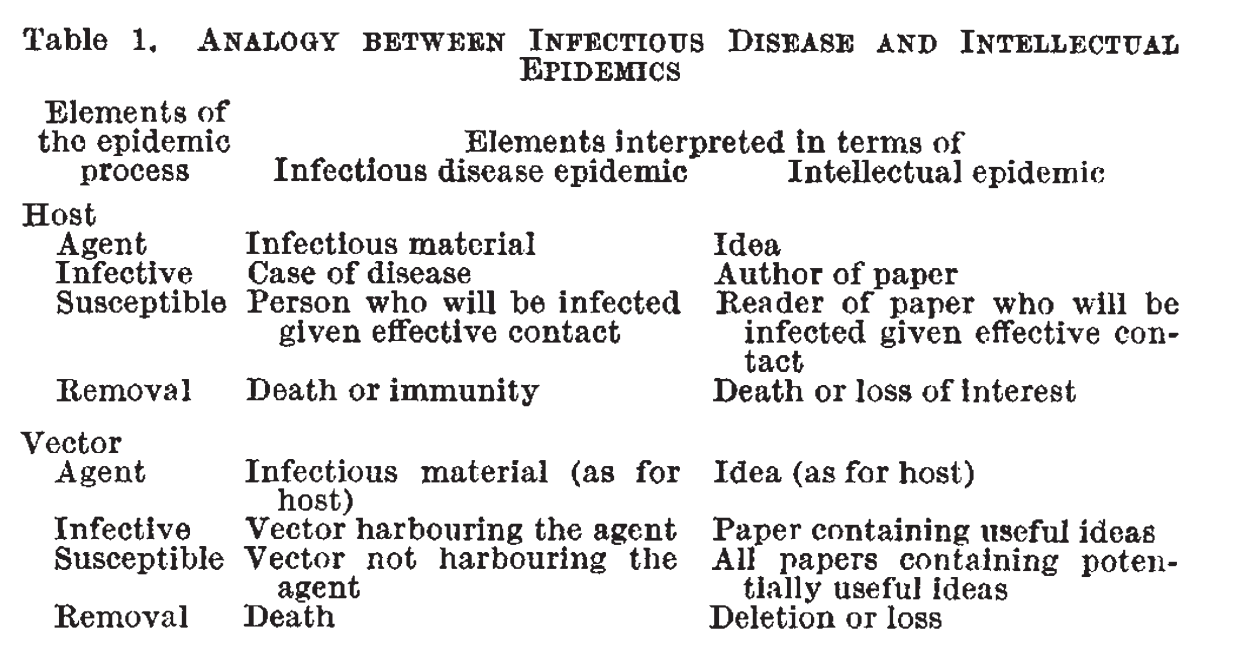 Table 1. ANALOGY BETWEEN INFECTIOUS DISEASE AND INTELLECTUAL
EPIDEMICS
Elements of
the epidemic Elements interpreted in terms of
process Infectious disease epidemic Intellectual epidemic
Host
Agent Infectious material Idea
Infective Case of disease Author of paper
Susceptible Person who will be infected Reader of paper who will be
given effective contact infected given effective con-
tact
Removal Death or immunity Death or loss of interest
Vector
Agent Infectious material (as for Idea (as for host)
host)
Infective Vector harbouring the agent Paper containing useful ideas
Susceptible Vector not harbouring the All papers containing poten-
agent tially useful ideas
Removal Death Deletion or loss